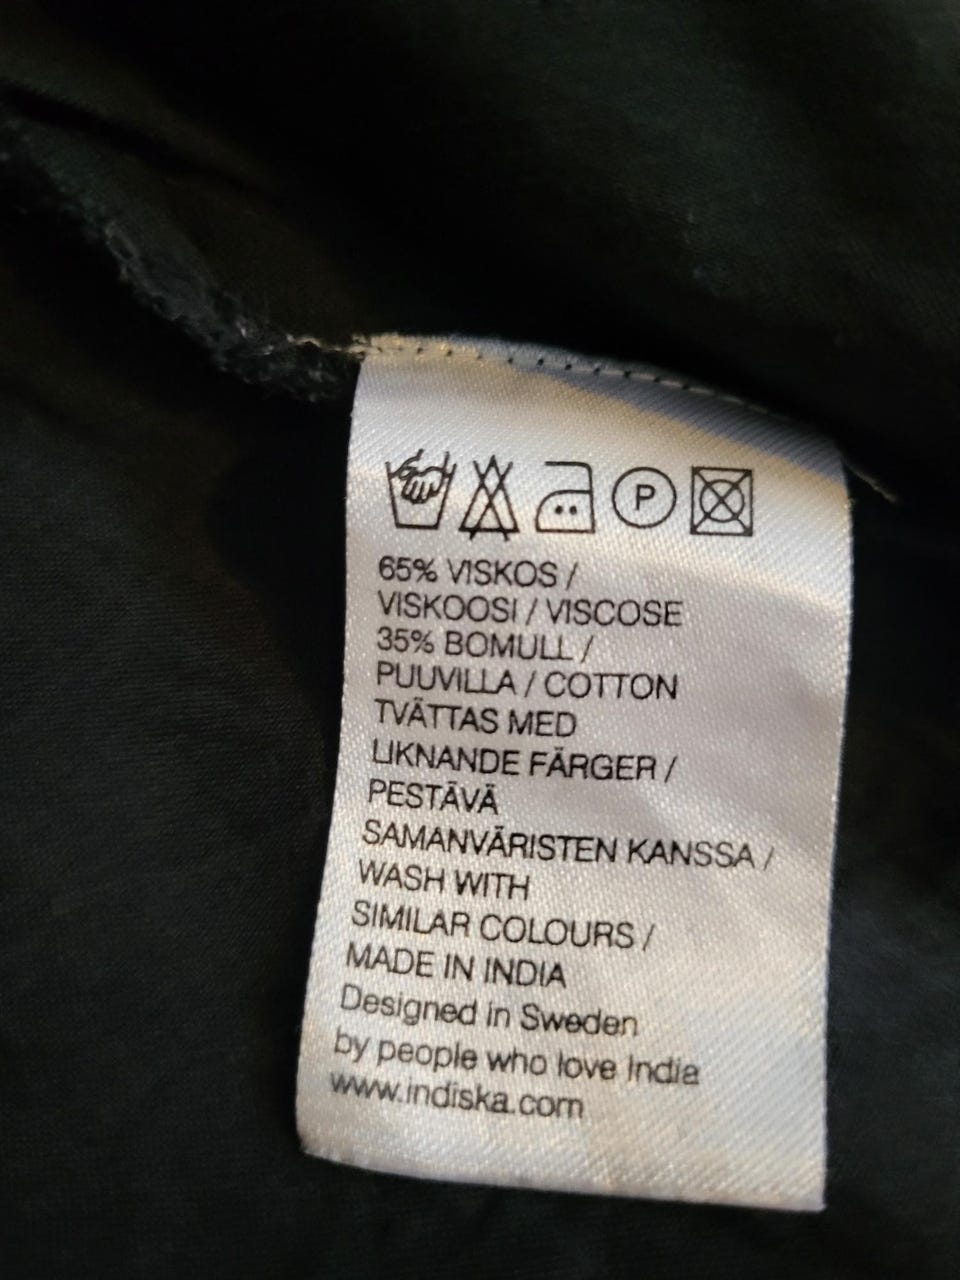 P
65% VISKOS /
VISKOOSI / VISCOSE
35% BOMULL /
PUUVILLA / COTTON
TVÄTTAS MED
LIKNANDE FÄRGER /
PESTÄVÄ
SAMANVÄRISTEN KANSSA /
WASH WITH
SIMILAR COLOURS /
MADE IN INDIA
Designed in Sweden
by people who love India
www.indiska.com